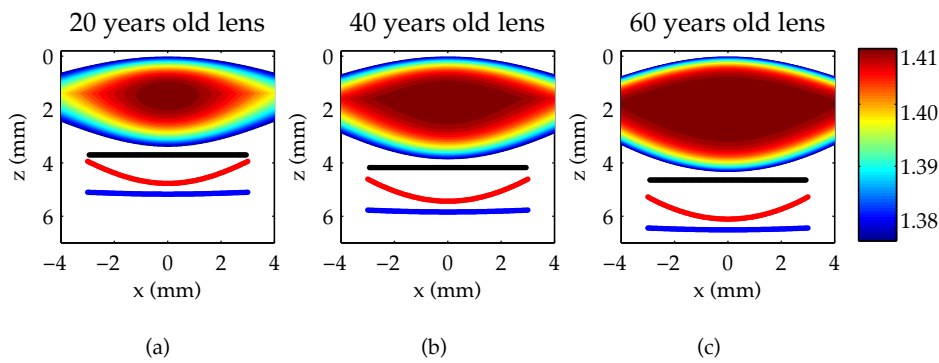 20 years old lens
40 years old lens
60 years old lens
0
2
4
6
z (mm)
−4 −2 0 2 4
x (mm)
0
2
4
6
z (mm)
−4 −2 0 2 4
x (mm)
0
2
4
6
z (mm)
−4 −2 0 2 4
x (mm)
1.41
1.40
1.39
1.38
(a)
(b)
(c)